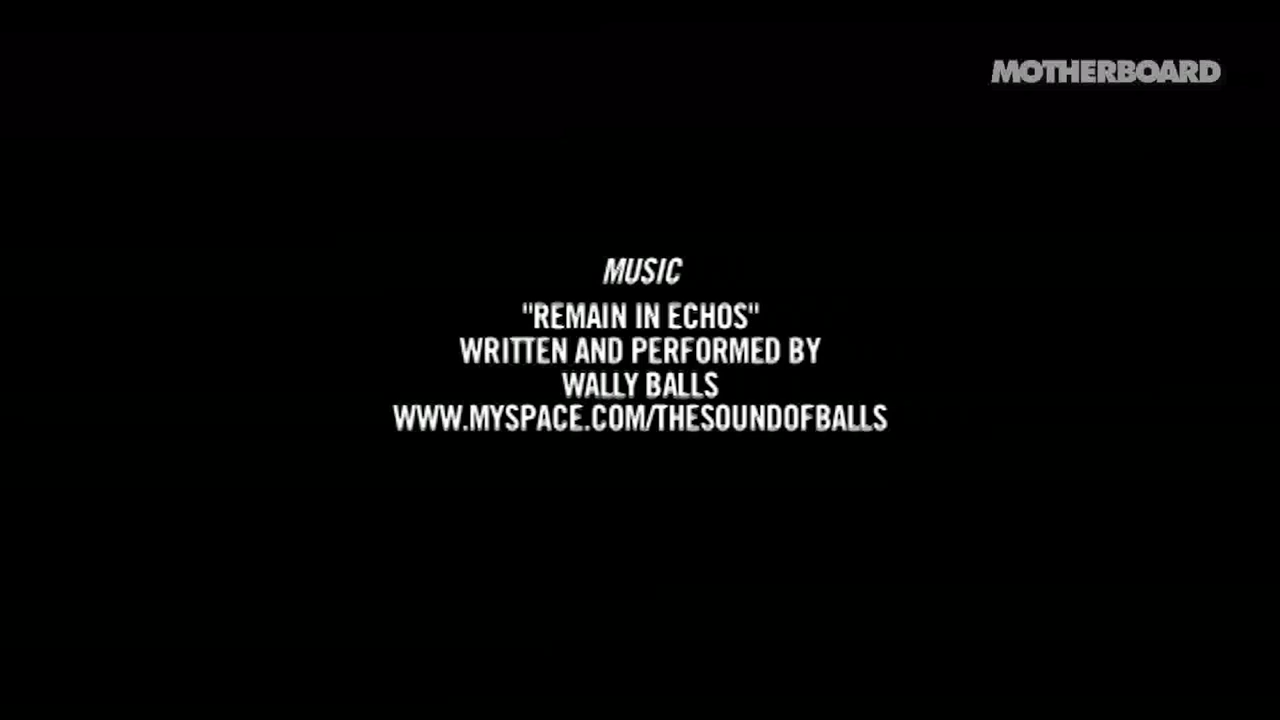 MOTHERBOARD
MUSIC
"REMAIN IN ECHOS"
WRITTEN AND PERFORMED BY
WALLY BALLS
WWW.MYSPACE.COM/THESOUNDOFBALLS